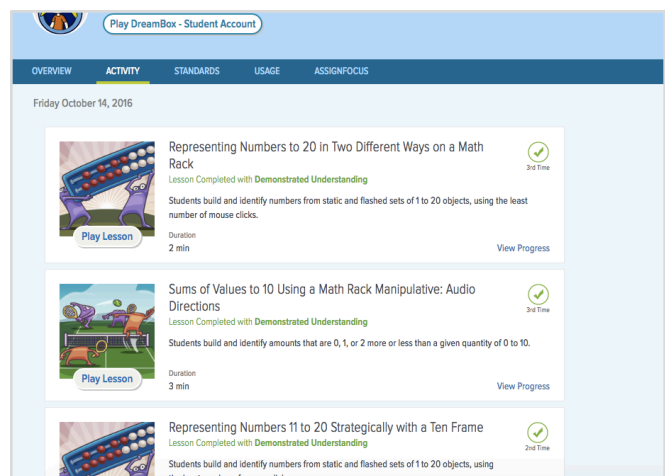 Play DreamBox - Student Account
OVERVIEW ACTIVITY STANDARDS USAGE ASSIGNFOCUS
Friday October 14, 2016
Representing Numbers to 20 in Two Different Ways on a Math
Rack
3rd Time
Lesson Completed with Demonstrated Understanding
Students build and identify numbers from static and flashed sets of 1 to 20 objects, using the least
number of mouse clicks.
Play Lesson
Duration
2 min
View Progress
Sums of Values to 10 Using a Math Rack Manipulative: Audio
Directions
3rd Time
Lesson Completed with Demonstrated Understanding
Students build and identify amounts that are 0, 1, or 2 more or less than a given quantity of 0 to 10.
Play Lesson
Duration
3 min
View Progress
Representing Numbers 11 to 20 Strategically with a Ten Frame
2nd Time
Lesson Completed with Demonstrated Understanding
Students build and identify numbers from static and flashed sets of 1 to 20 objects, using